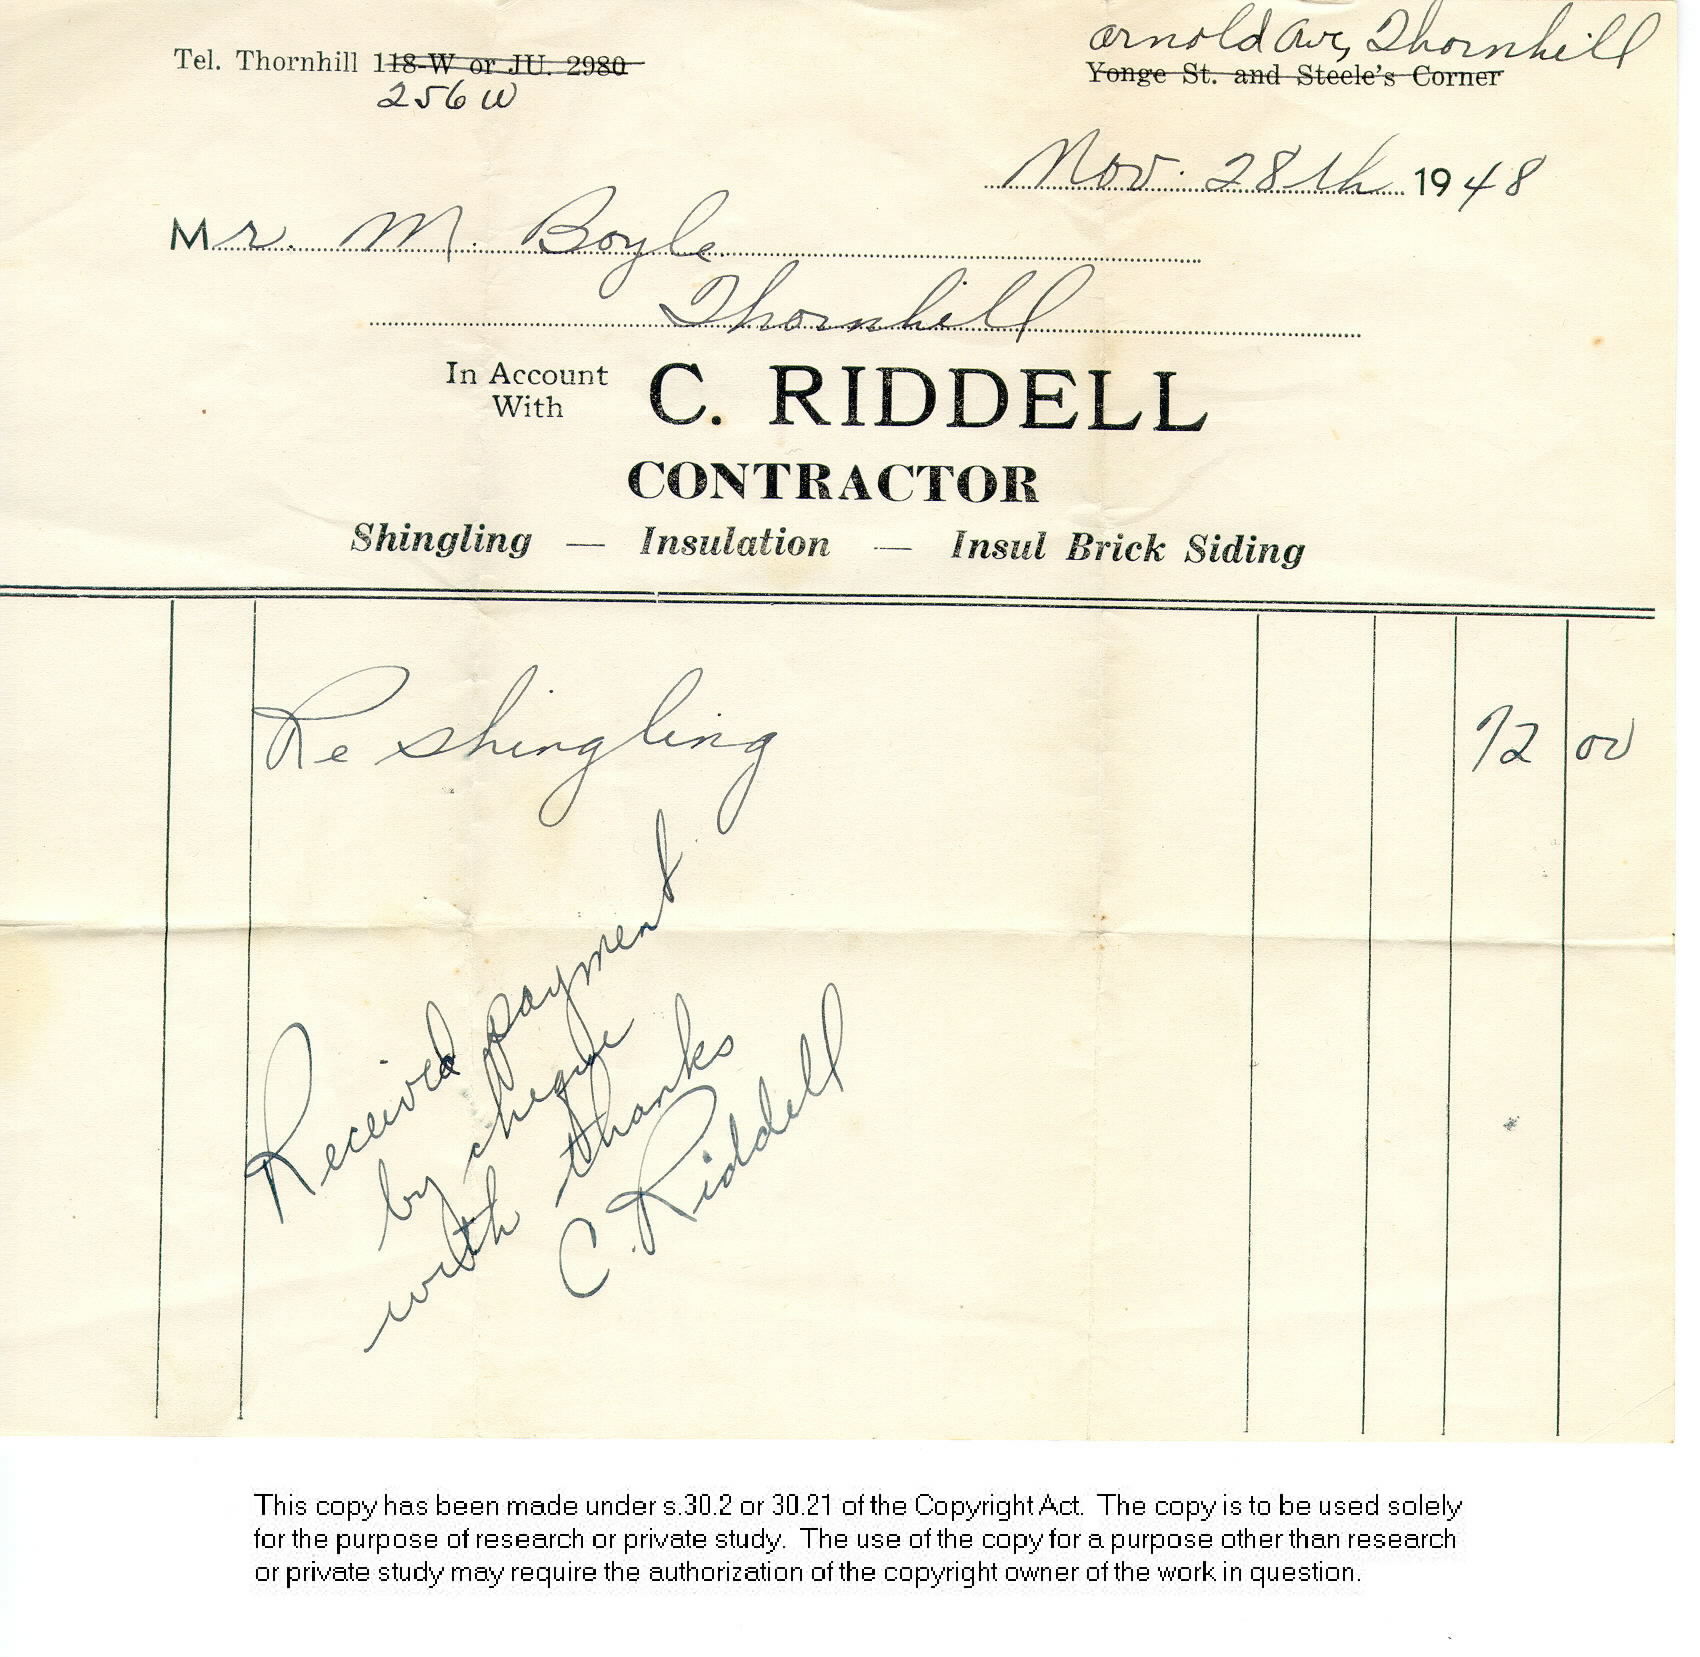 Tel. Thornhill 118-W or JU. 2980
256 W
Arnold Ave, Thornhill
Yonge St. and Steele's Corner
Nov. 28th 1948
Mr. M. Boyle
Thornhill
In Account
With
C. RIDDELL
CONTRACTOR
Shingling — Insulation — Insul Brick Siding
Re shingling 72 00
Received payment
by cheque
with thanks
C. Riddell
This copy has been made under s.30.2 or 30.21 of the Copyright Act. The copy is to be used solely
for the purpose of research or private study. The use of the copy for a purpose other than research
or private study may require the authorization of the copyright owner of the work in question.